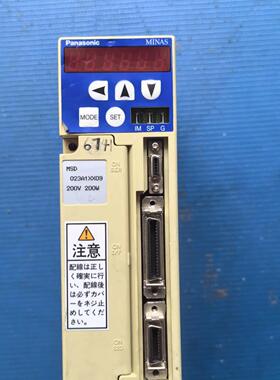 Panasonic MINAS
MODE SET
IM SP G
674
MSD
023A1XX09
200V 200W
注意
配線は正し
く確実に行
い、配線後
は必ずカバ
ーをネジ止
めしてくだ
さい。